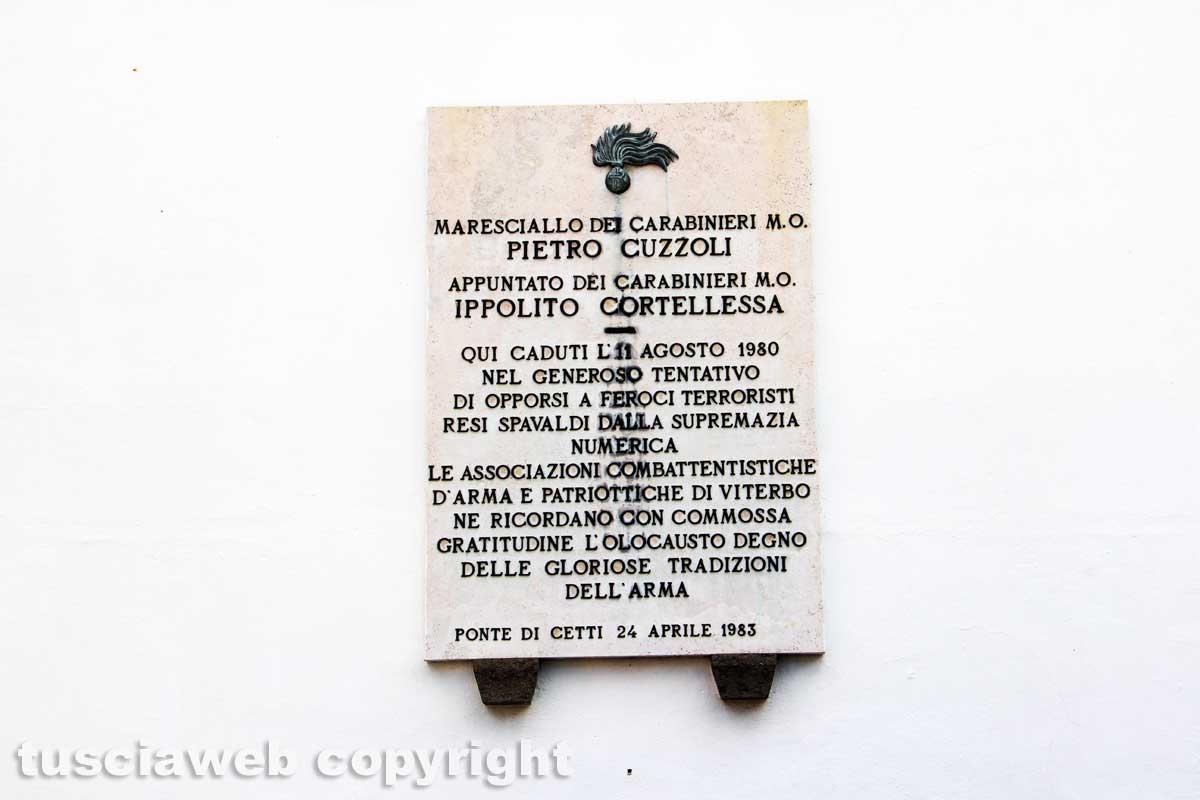 MARESCIALLO DEI CARABINIERI M.O.
PIETRO CUZZOLI
APPUNTATO DEI CARABINIERI M.O.
IPPOLITO CORTELLESSA
QUI CADUTI L'11 AGOSTO 1980
NEL GENEROSO TENTATIVO
DI OPPORSI A FEROCI TERRORISTI
RESI SPAVALDI DALLA SUPREMAZIA
NUMERICA
LE ASSOCIAZIONI COMBATTENTISTICHE
D'ARMA E PATRIOTTICHE DI VITERBO
NE RICORDANO CON COMMOSSA
GRATITUDINE L'OLOCAUSTO DEGNO
DELLE GLORIOSE TRADIZIONI
DELL'ARMA
PONTE DI CETTI 24 APRILE 1983
tusciaweb copyright